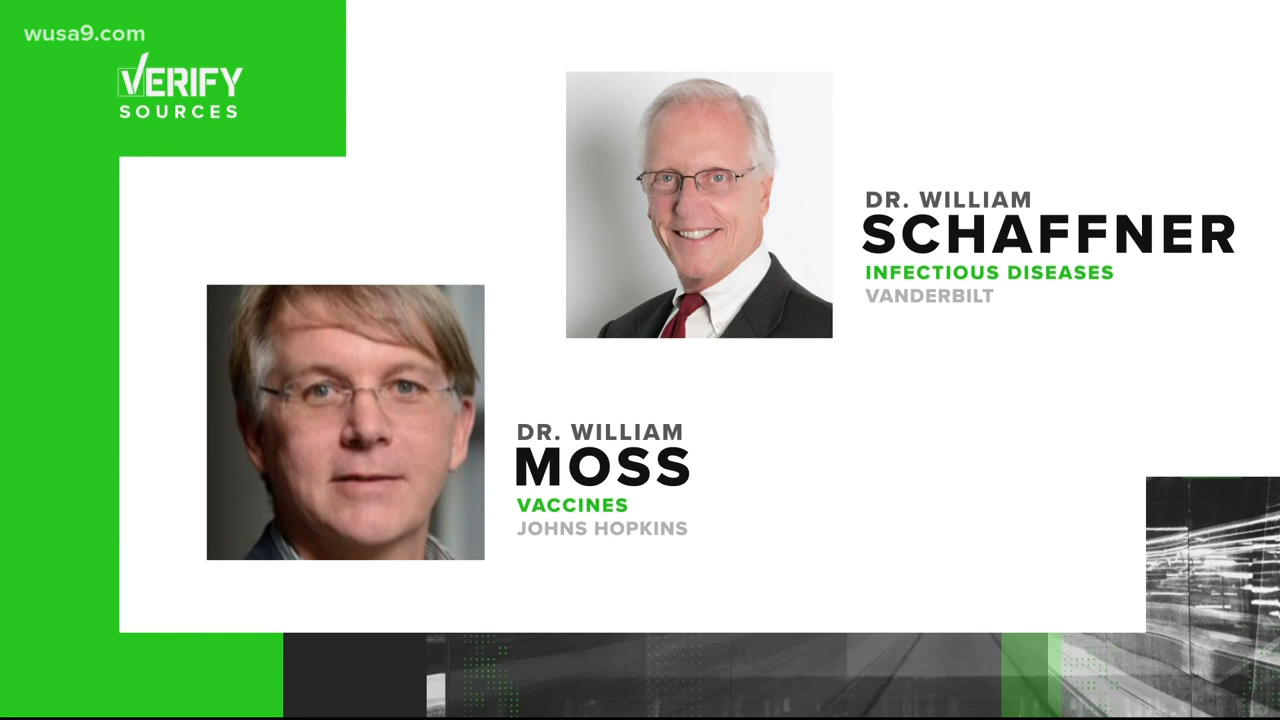 wusa9.com
VERIFY
SOURCES
DR. WILLIAM
SCHAFFNER
INFECTIOUS DISEASES
VANDERBILT
DR. WILLIAM
MOSS
VACCINES
JOHNS HOPKINS